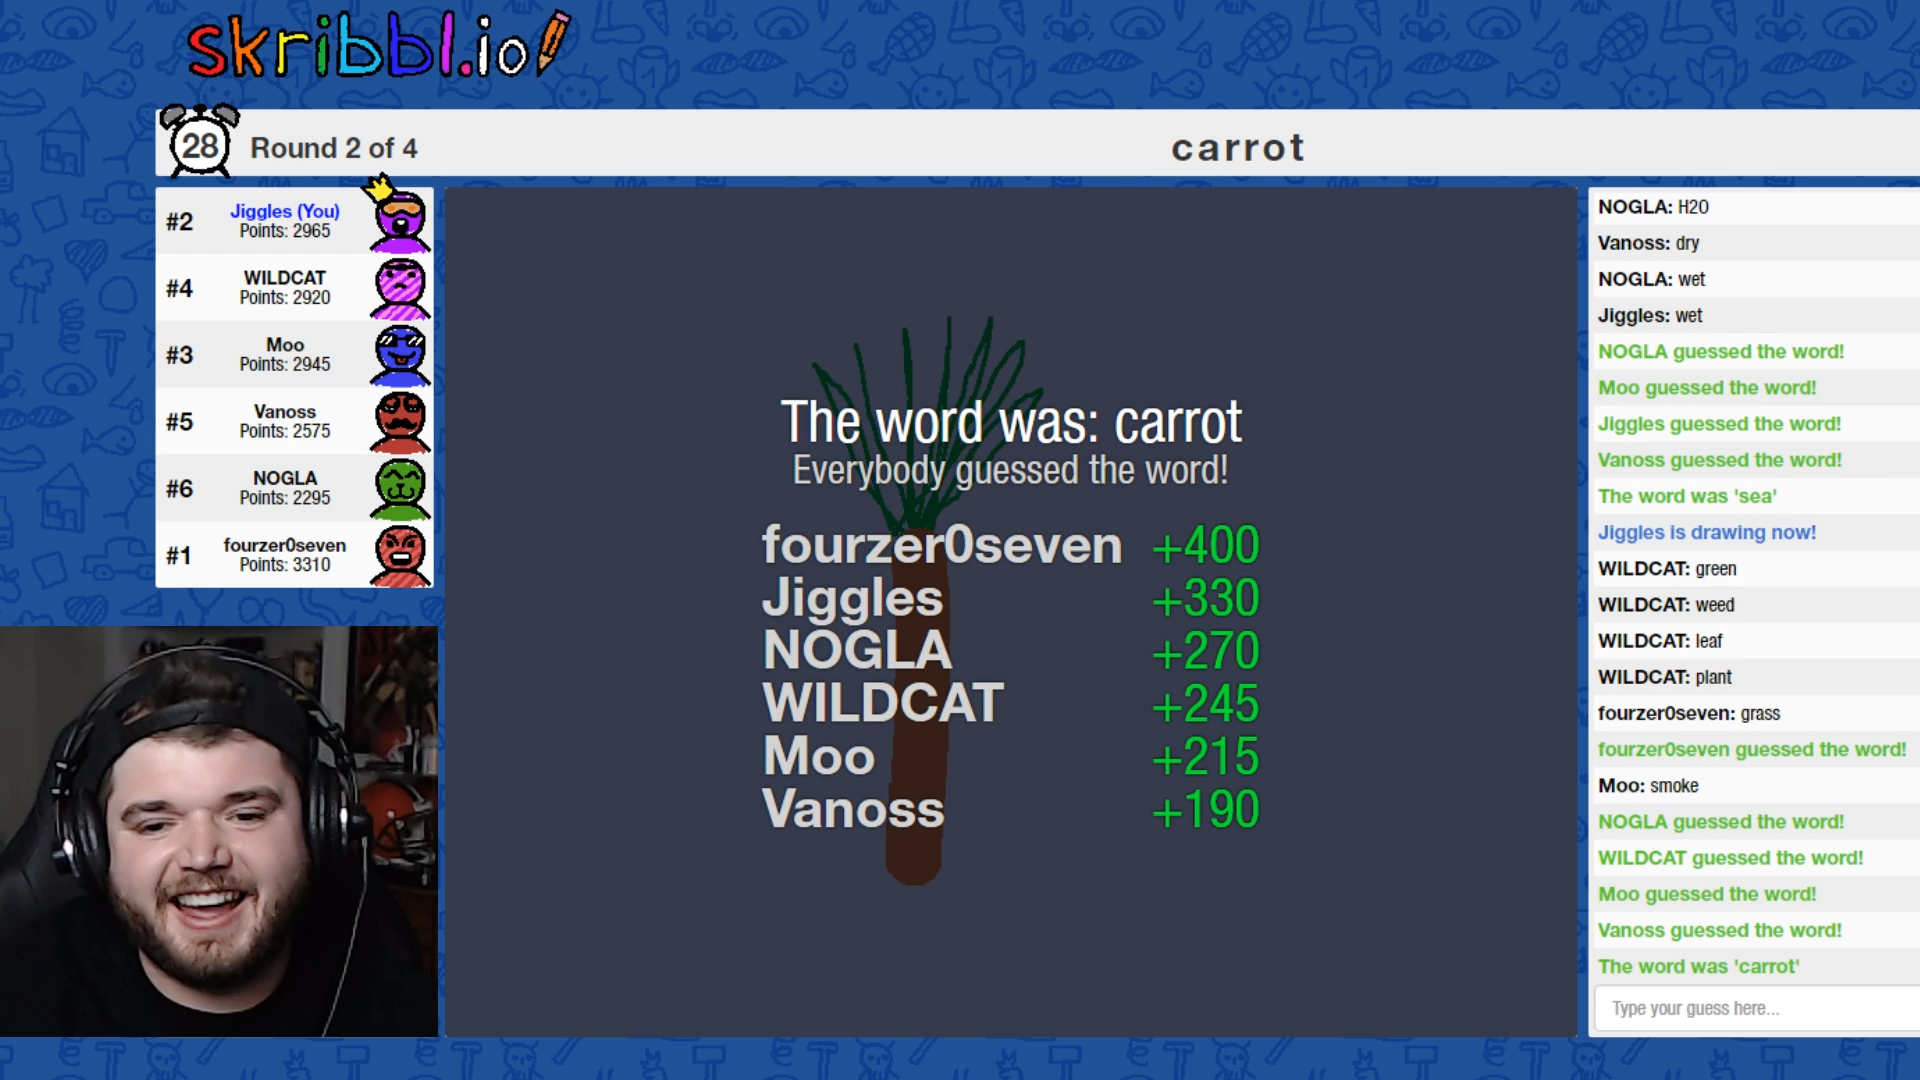 skribbl.io
28
Round 2 of 4
carrot
#2
Jiggles (You)
Points: 2965
#4
WILDCAT
Points: 2920
#3
Moo
Points: 2945
#5
Vanoss
Points: 2575
#6
NOGLA
Points: 2295
#1
fourzer0seven
Points: 3310
The word was: carrot
Everybody guessed the word!
fourzer0seven +400
Jiggles +330
NOGLA +270
WILDCAT +245
Moo +215
Vanoss +190
NOGLA: H2O
Vanoss: dry
NOGLA: wet
Jiggles: wet
NOGLA guessed the word!
Moo guessed the word!
Jiggles guessed the word!
Vanoss guessed the word!
The word was 'sea'
Jiggles is drawing now!
WILDCAT: green
WILDCAT: weed
WILDCAT: leaf
WILDCAT: plant
fourzer0seven: grass
fourzer0seven guessed the word!
Moo: smoke
NOGLA guessed the word!
WILDCAT guessed the word!
Moo guessed the word!
Vanoss guessed the word!
The word was 'carrot'
Type your guess here...